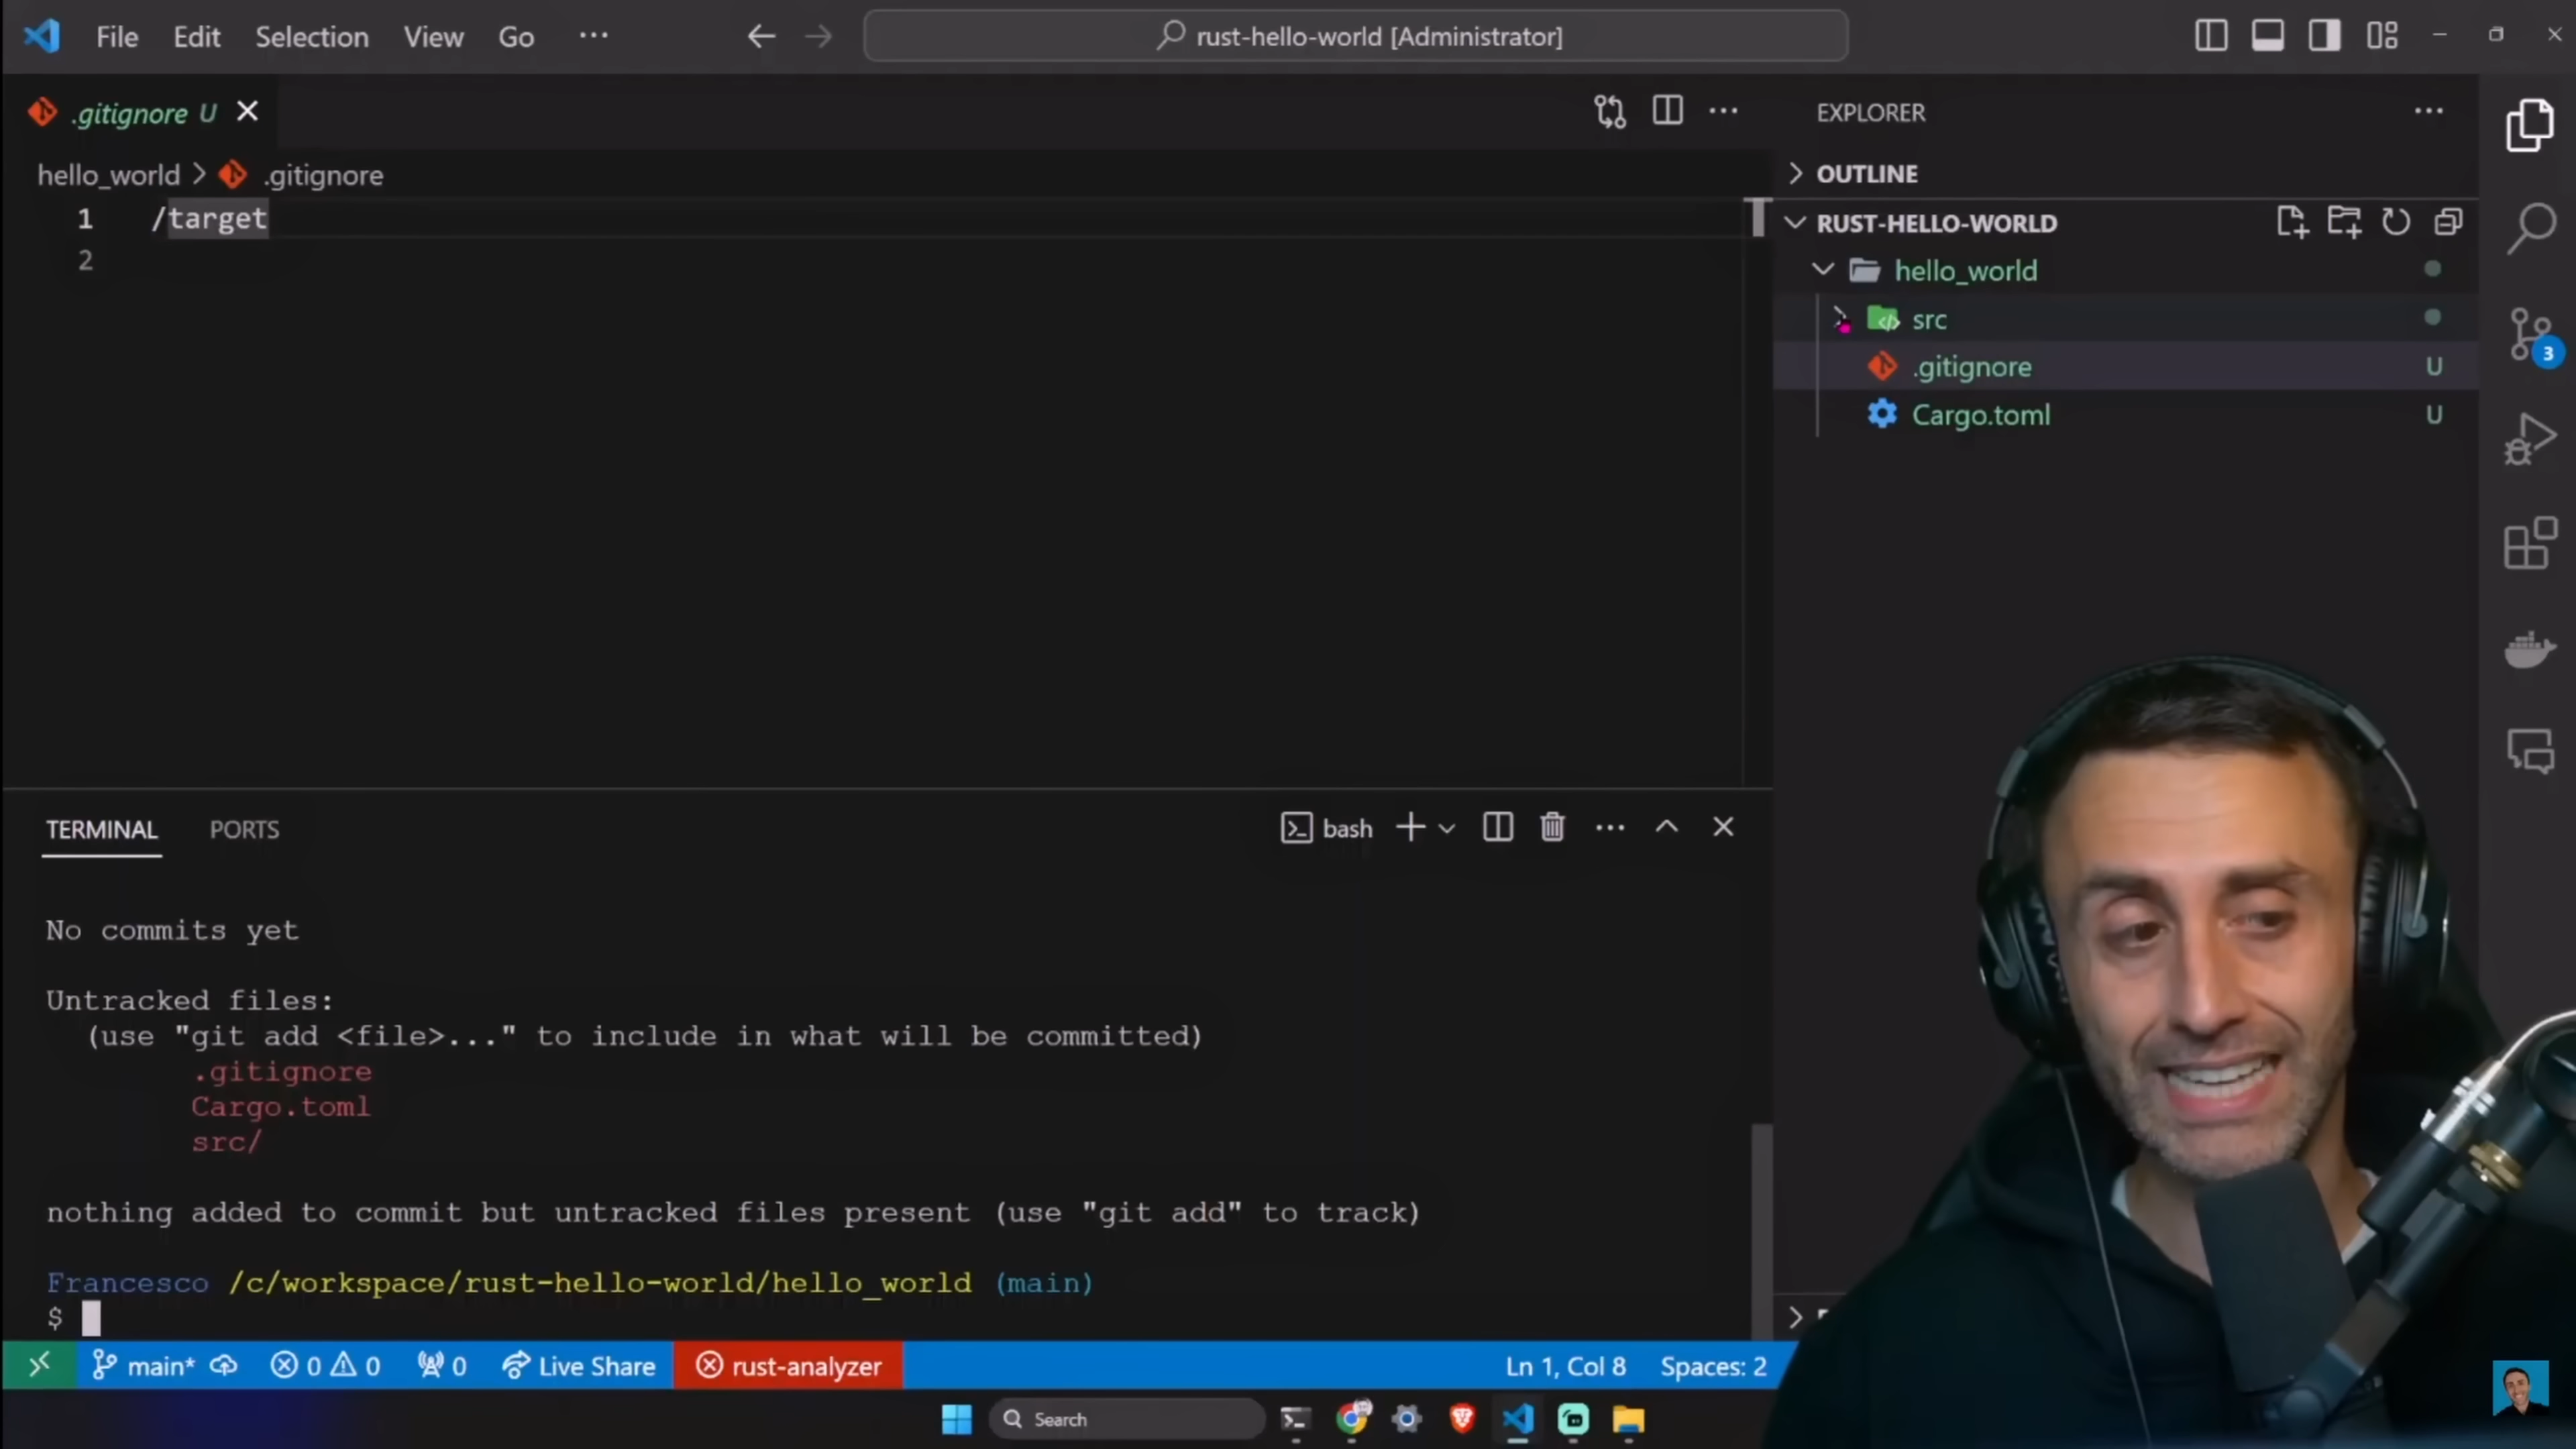 File Edit Selection View Go ··· rust-hello-world [Administrator]
.gitignore U
hello_world > .gitignore
1 /target
2
EXPLORER
OUTLINE
RUST-HELLO-WORLD
hello_world
src
.gitignore U
Cargo.toml U
3
TERMINAL PORTS
bash
No commits yet
Untracked files:
(use "git add <file>..." to include in what will be committed)
.gitignore
Cargo.toml
src/
nothing added to commit but untracked files present (use "git add" to track)
Francesco /c/workspace/rust-hello-world/hello_world (main)
$
main* 0 0 0 Live Share rust-analyzer Ln 1, Col 8 Spaces: 2
Search